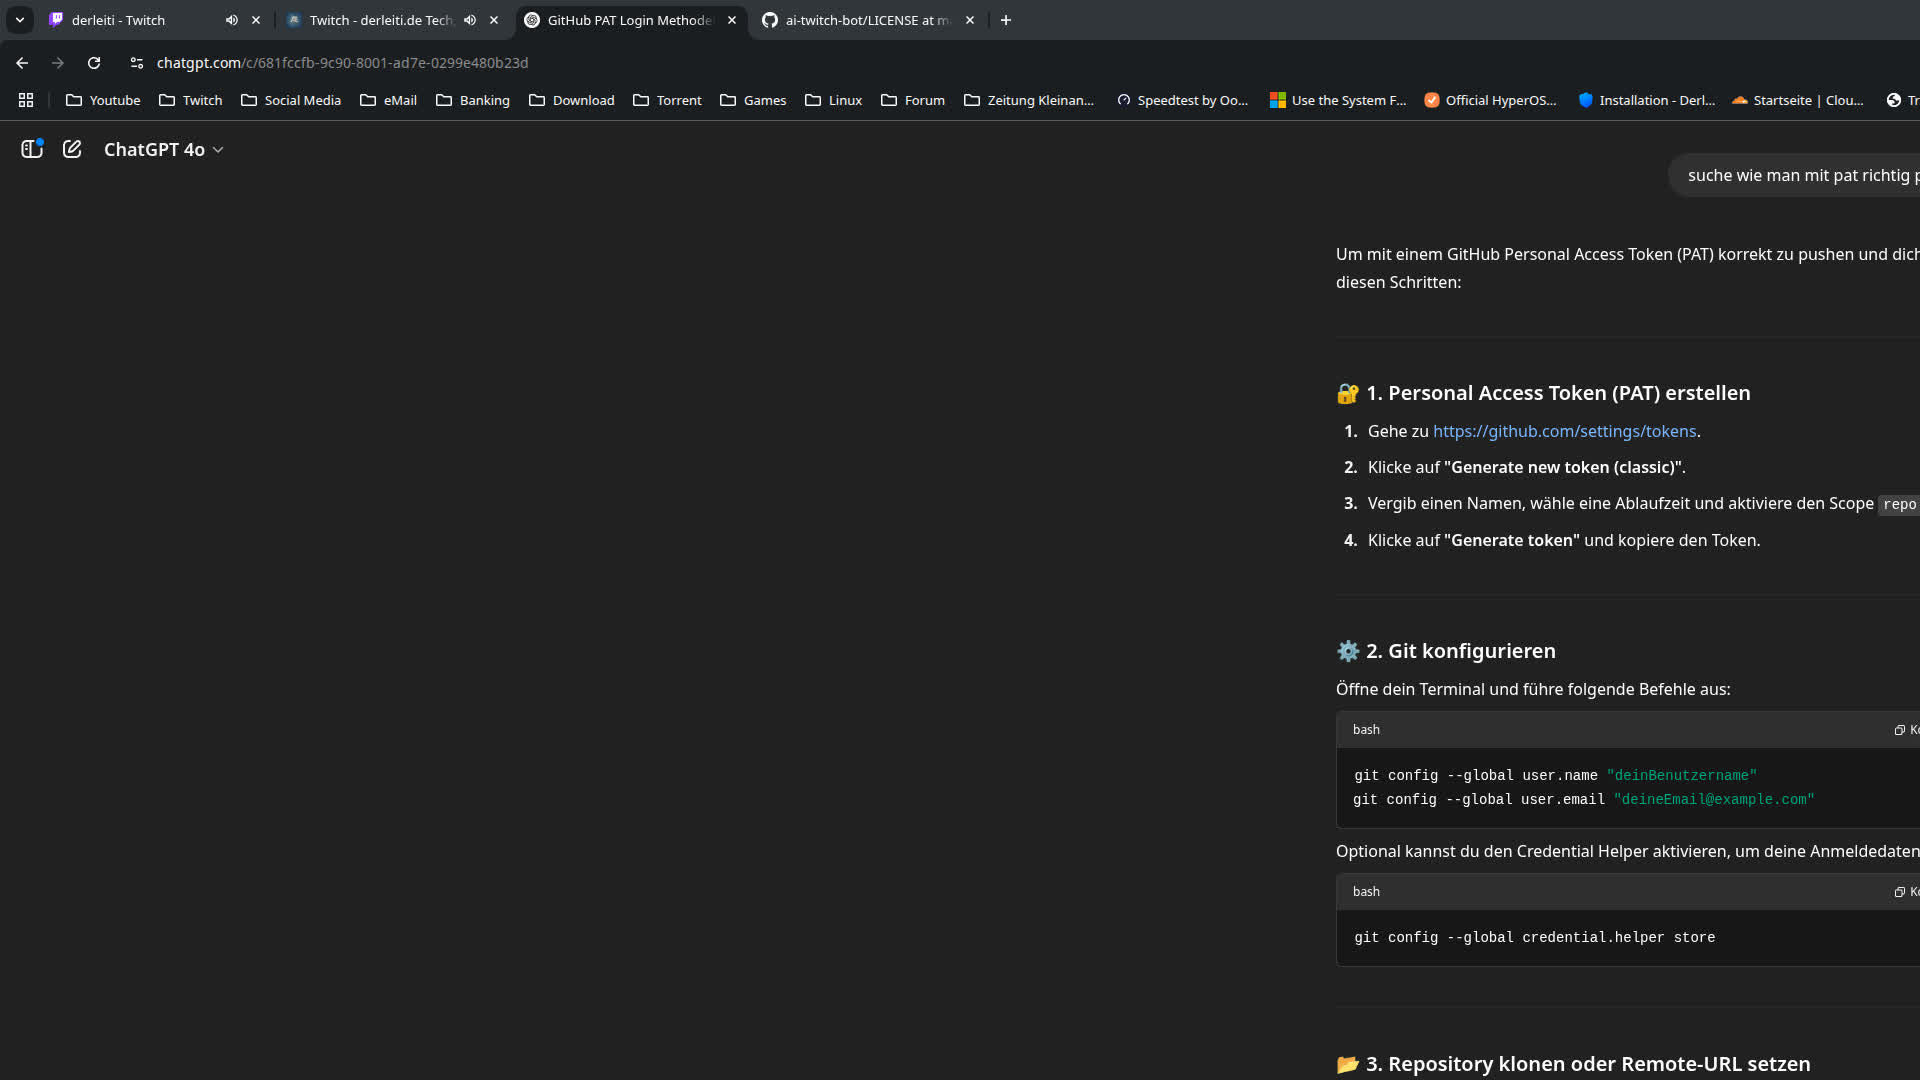 derleiti - Twitch
Twitch - derleiti.de Tech
GitHub PAT Login Methode
ai-twitch-bot/LICENSE at m
chatgpt.com/c/681fccfb-9c90-8001-ad7e-0299e480b23d
Youtube
Twitch
Social Media
eMail
Banking
Download
Torrent
Games
Linux
Forum
Zeitung Kleinan...
Speedtest by Oo...
Use the System F...
Official HyperOS...
Installation - Derl...
Startseite | Clou...
Tr
ChatGPT 4o
suche wie man mit pat richtig p
Um mit einem GitHub Personal Access Token (PAT) korrekt zu pushen und dich
diesen Schritten:
🔐 1. Personal Access Token (PAT) erstellen
1. Gehe zu https://github.com/settings/tokens.
2. Klicke auf "Generate new token (classic)".
3. Vergib einen Namen, wähle eine Ablaufzeit und aktiviere den Scope repo
4. Klicke auf "Generate token" und kopiere den Token.
⚙️ 2. Git konfigurieren
Öffne dein Terminal und führe folgende Befehle aus:
bash
Ko
git config --global user.name "deinBenutzername"
git config --global user.email "deineEmail@example.com"
Optional kannst du den Credential Helper aktivieren, um deine Anmeldedaten
bash
Ko
git config --global credential.helper store
📂 3. Repository klonen oder Remote-URL setzen